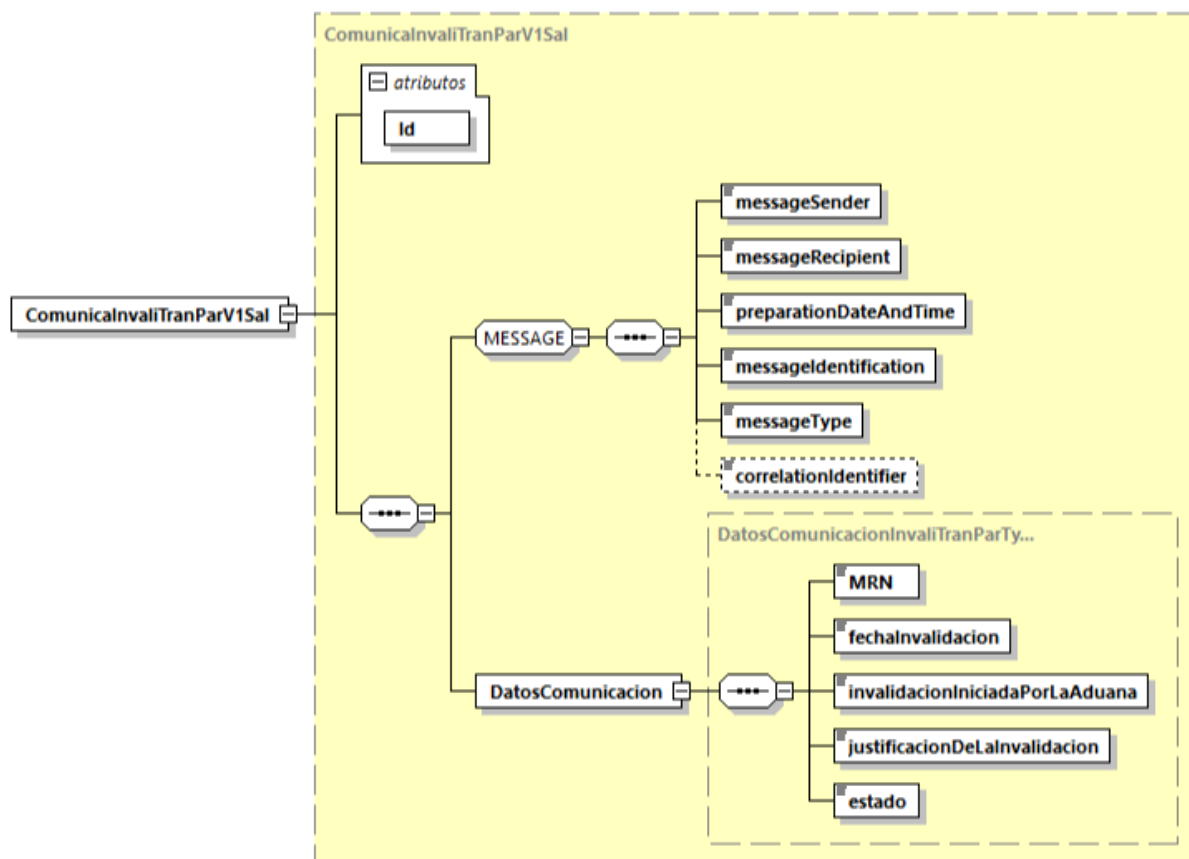 ComunicaInvaliTranParV1Sal
atributos
Id
messageSender
messageRecipient
ComunicaInvaliTranParV1Sal
preparationDateAndTime
MESSAGE
messageIdentification
messageType
correlationIdentifier
DatosComunicacionInvaliTranParTy...
MRN
fechaInvalidacion
DatosComunicacion
invalidacionIniciadaPorLaAduana
justificacionDeLaInvalidacion
estado